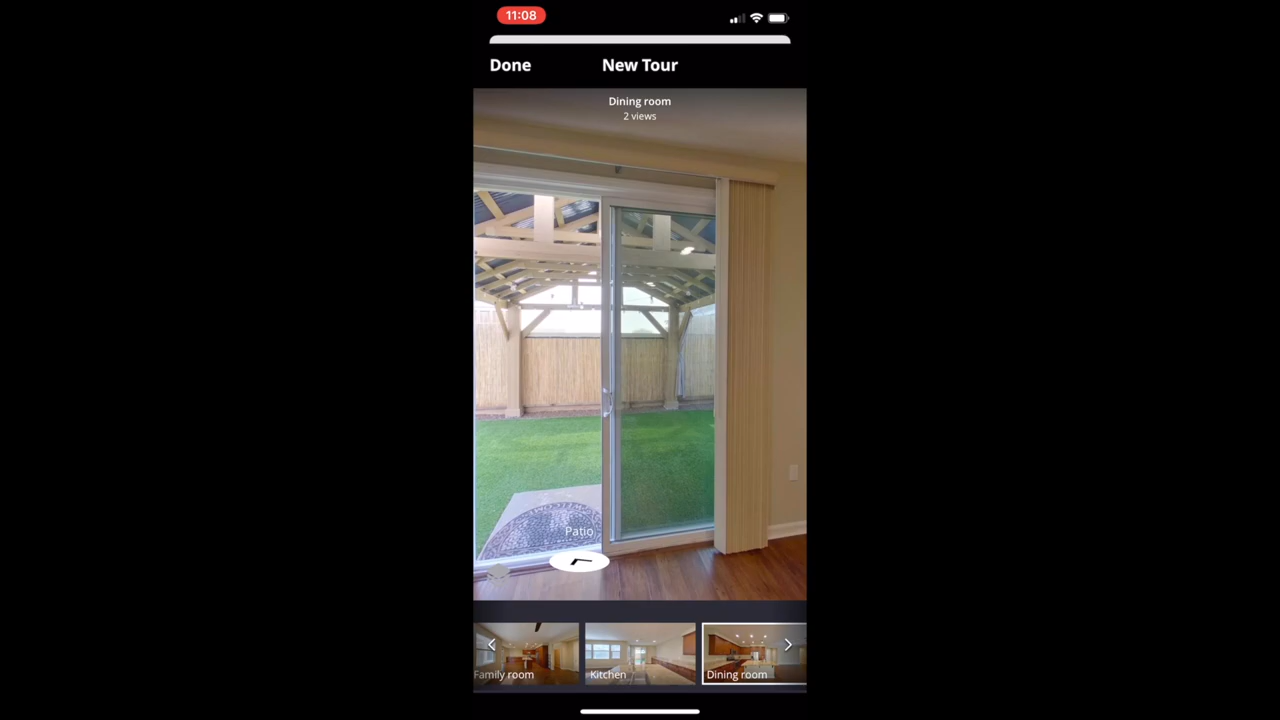 11:08
Done
New Tour
Dining room
2 views
Patio
Family room
Kitchen
Dining room